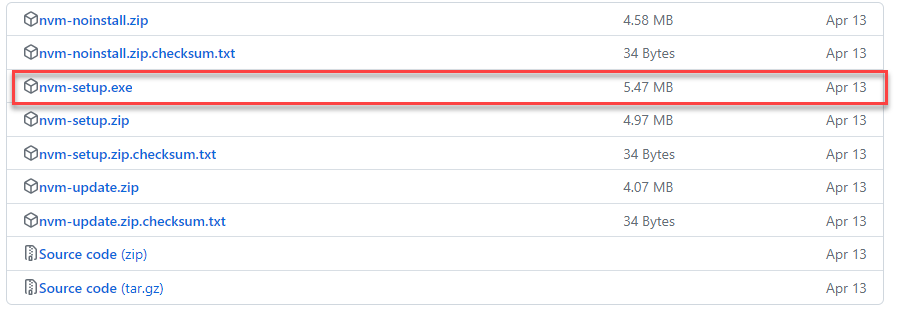 nvm-noinstall.zip 4.58 MB Apr 13
nvm-noinstall.zip.checksum.txt 34 Bytes Apr 13
nvm-setup.exe 5.47 MB Apr 13
nvm-setup.zip 4.97 MB Apr 13
nvm-setup.zip.checksum.txt 34 Bytes Apr 13
nvm-update.zip 4.07 MB Apr 13
nvm-update.zip.checksum.txt 34 Bytes Apr 13
Source code (zip) Apr 13
Source code (tar.gz) Apr 13